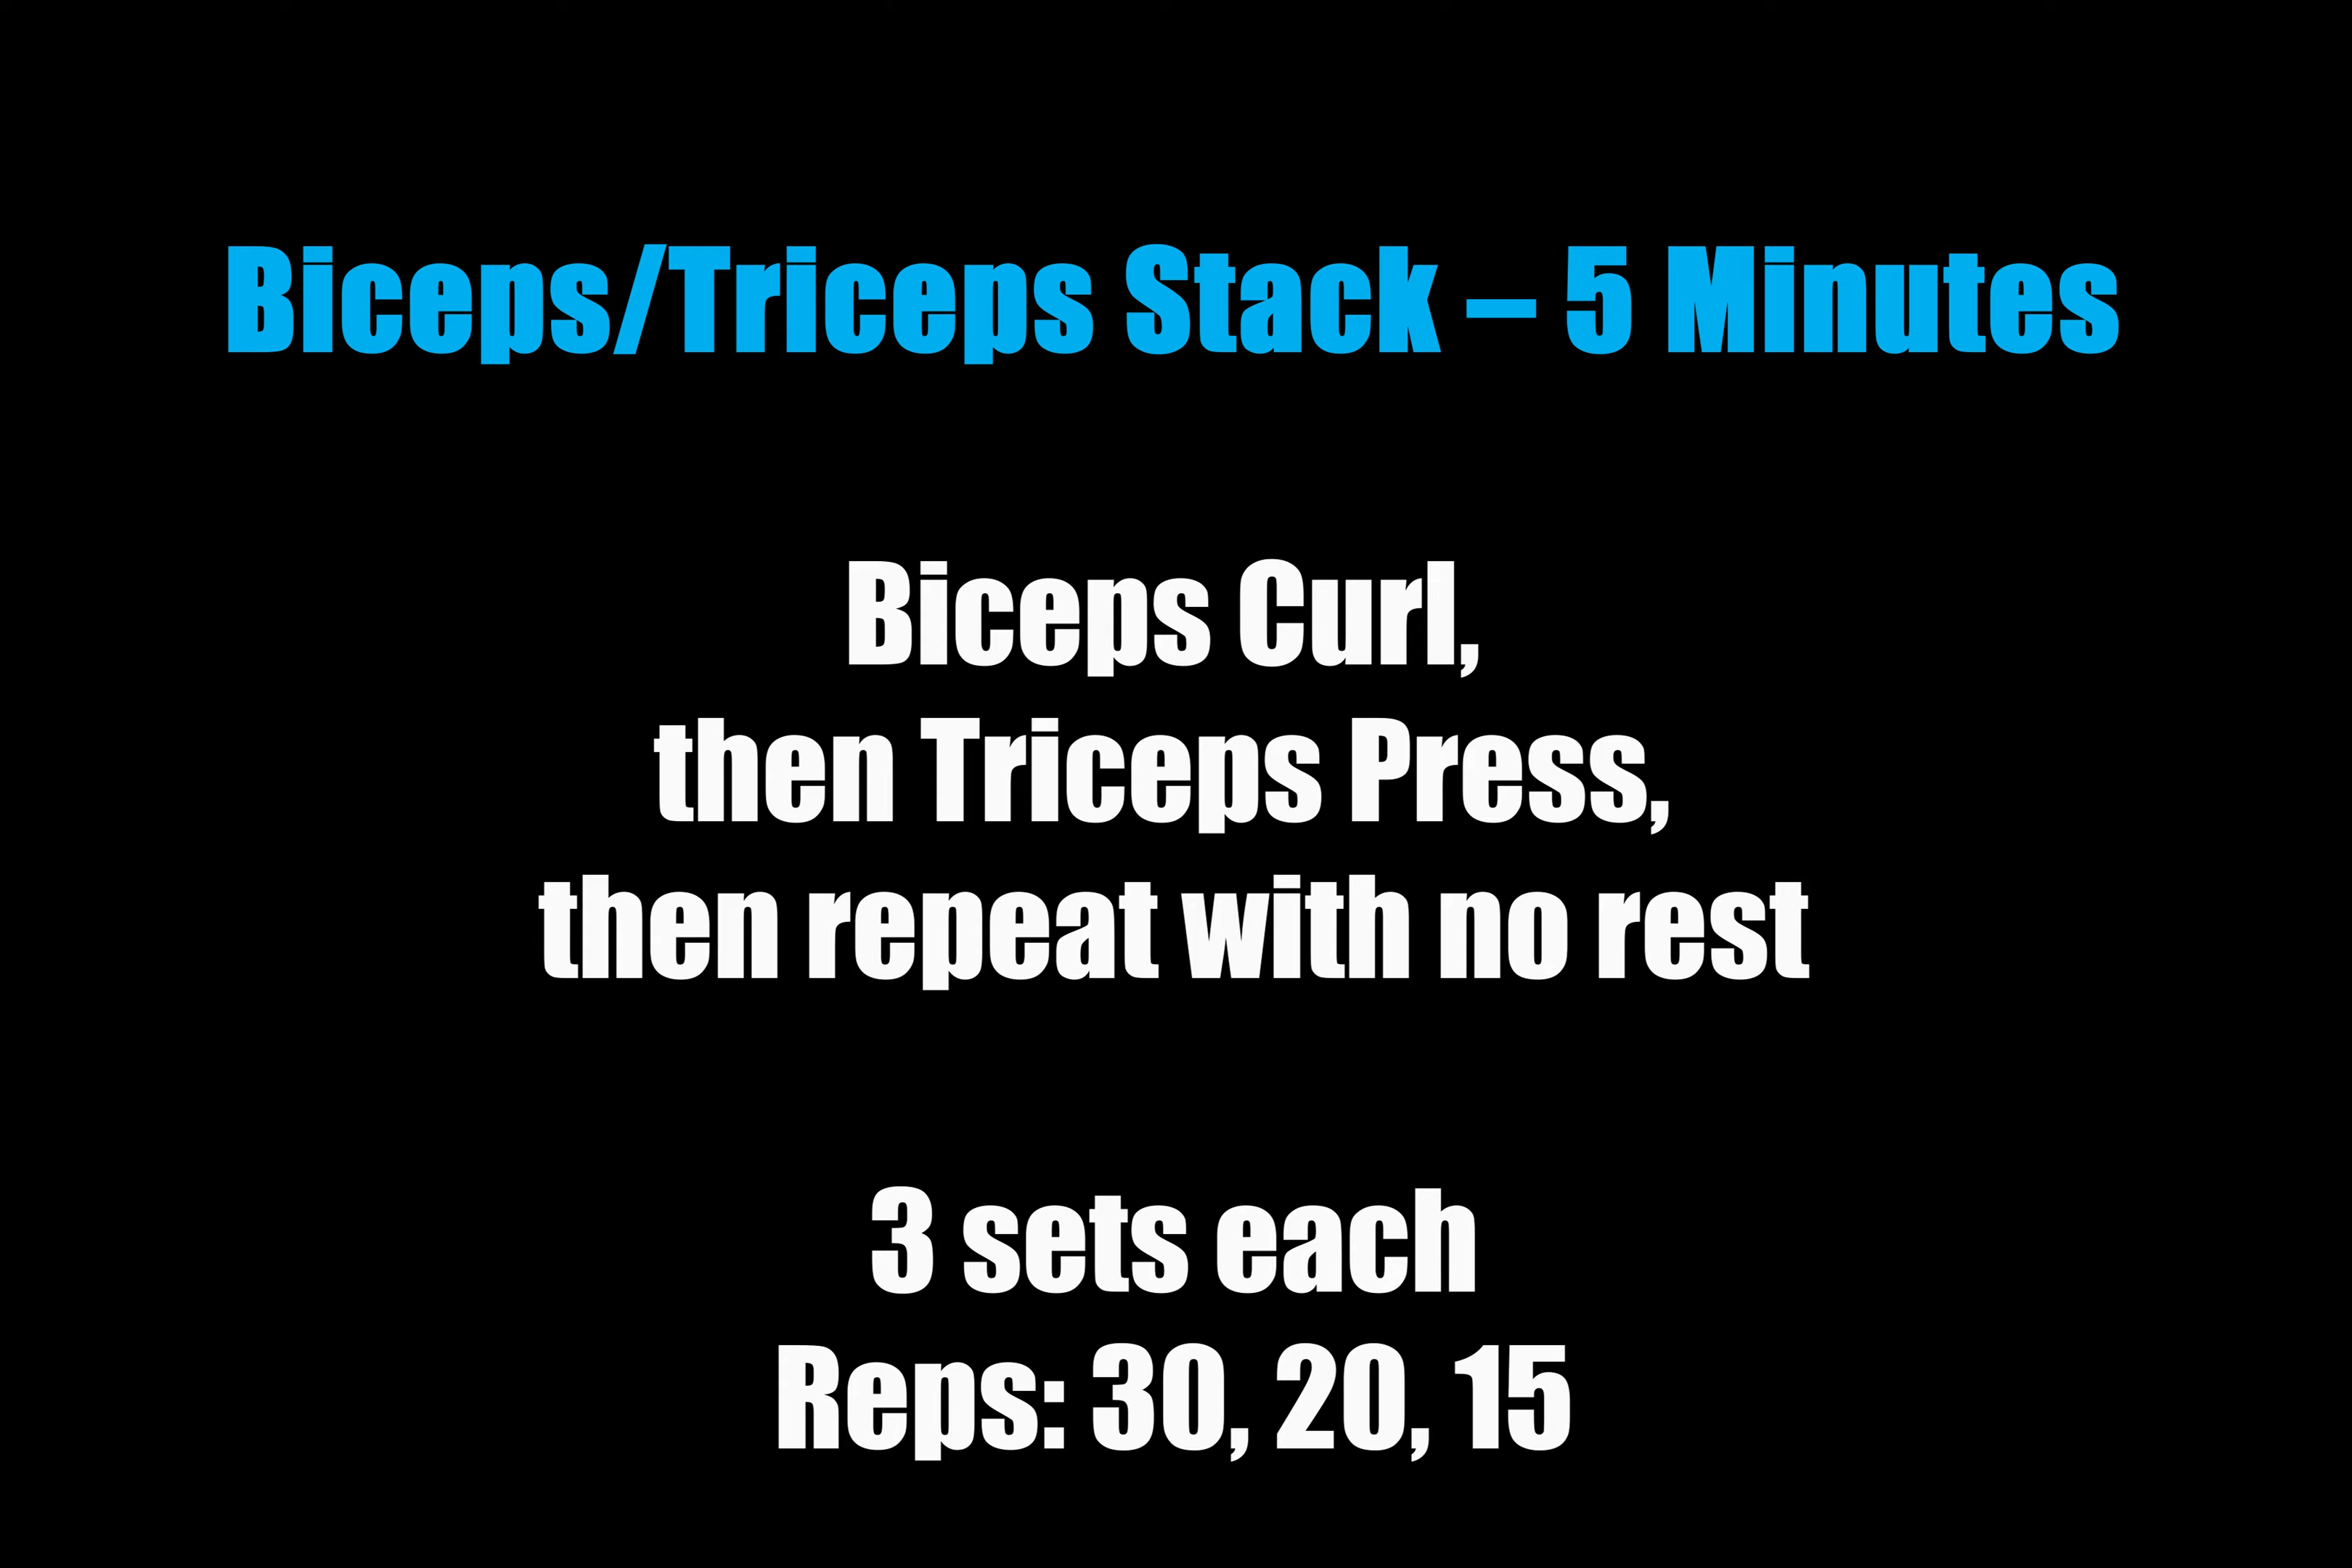 Biceps/Triceps Stack – 5 Minutes
Biceps Curl,
then Triceps Press,
then repeat with no rest
3 sets each
Reps: 30, 20, 15